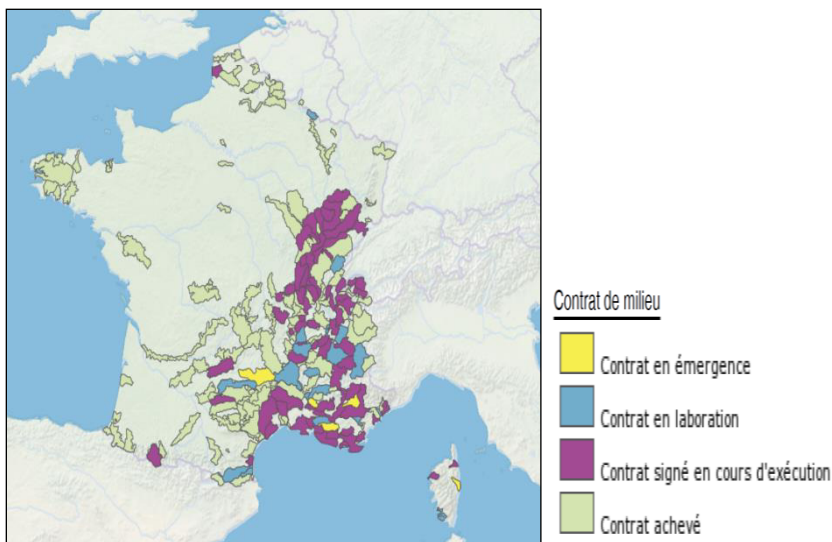 Contrat de milieu
Contrat en émergence
Contrat en laboration
Contrat signé en cours d'exécution
Contrat achevé